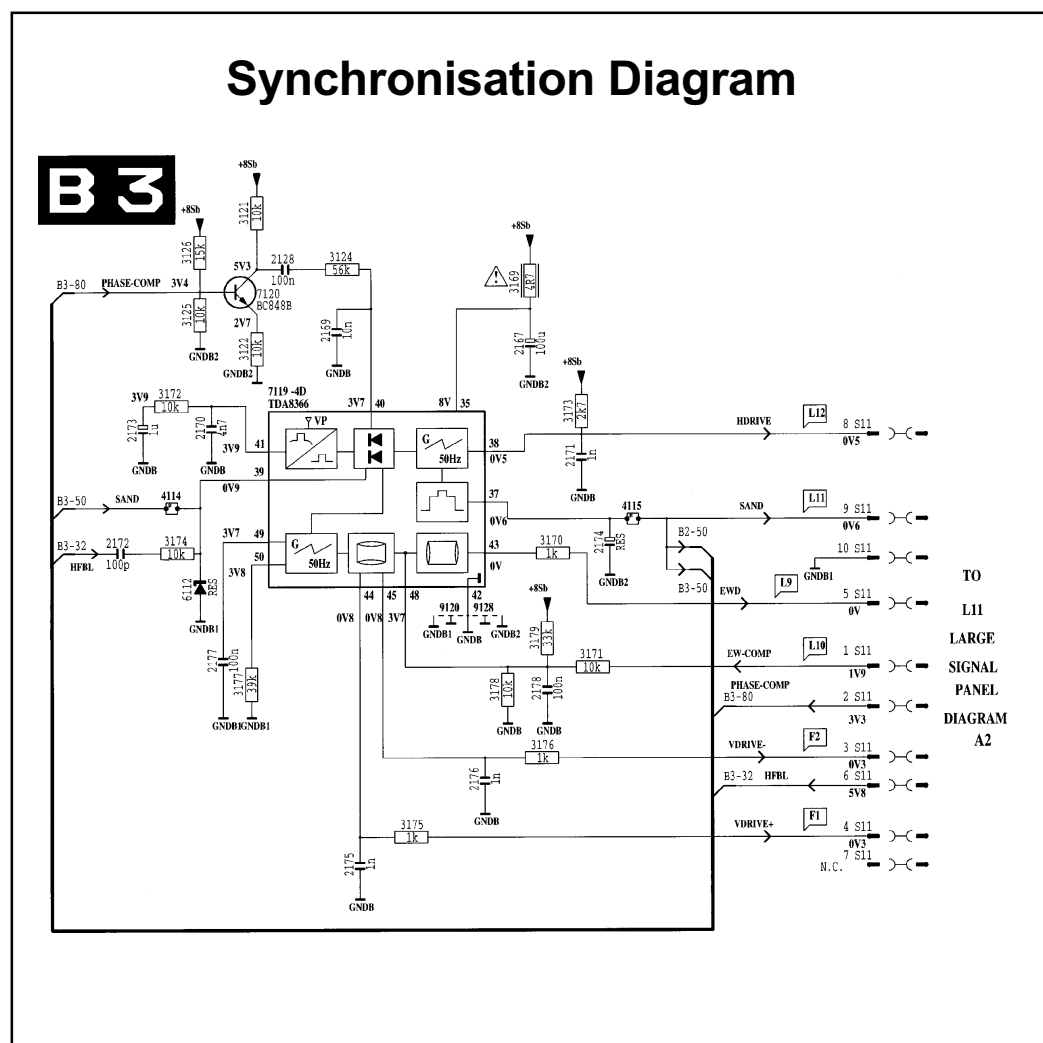 Synchronisation Diagram
B 3
+8Sb
3121
10k
+8Sb
3126
15k
B3-80
PHASE-COMP
3V4
5V3
2128
100n
3124
56k
7120
BC848B
3125
10k
GNDB2
2V7
3122
10k
GNDB2
2169
10n
GNDB
+8Sb
3169
4R7
2167
100u
GNDB2
3V9
3172
10k
2173
1u
GNDB
2170
4n7
GNDB
7119 -4D
TDA8366
3V7
40
8V
35
3V9
41
VP
G
50Hz
38
0V5
39
0V9
37
0V6
+8Sb
3173
2k7
2171
1n
GNDB
HDRIVE
L12
8 S11
0V5
B3-50
SAND
4114
B3-32
HFBL
2172
100p
3174
10k
6112
RES
GNDB1
3V7
49
50
3V8
G
50Hz
43
0V
3170
1k
2174
RES
GNDB2
4115
SAND
L11
9 S11
0V6
B2-50
B3-50
10 S11
GNDB1
EWD
L9
5 S11
0V
44
45
48
42
0V8
0V8
3V7
9120
9128
GNDB1
GNDB
GNDB2
+8Sb
3179
33k
3171
10k
3178
10k
GNDB
2178
100n
GNDB
EW-COMP
L10
1 S11
1V9
2177
100n
GNDB1
3177
39k
GNDB1
PHASE-COMP
B3-80
2 S11
3V3
3176
1k
2176
1n
GNDB
VDRIVE-
F2
3 S11
0V3
B3-32
HFBL
6 S11
5V8
3175
1k
2175
1n
GNDB
VDRIVE+
F1
4 S11
0V3
7 S11
N.C.
TO
L11
LARGE
SIGNAL
PANEL
DIAGRAM
A2